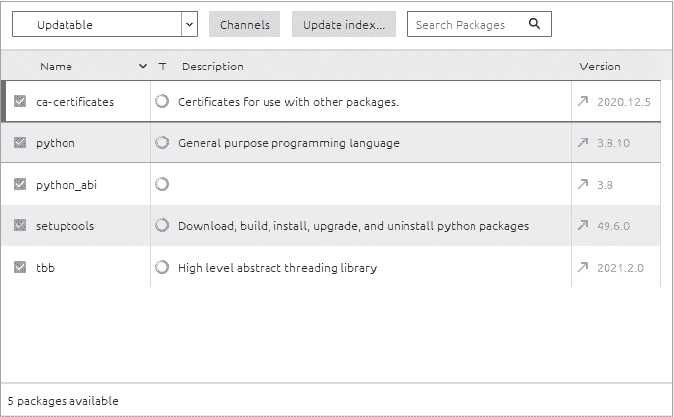 Updatable Channels Update index... Search Packages
Name T Description Version
ca-certificates Certificates for use with other packages. 2020.12.5
python General purpose programming language 3.8.10
python_abi 3.8
setuptools Download, build, install, upgrade, and uninstall python packages 49.6.0
tbb High level abstract threading library 2021.2.0
5 packages available